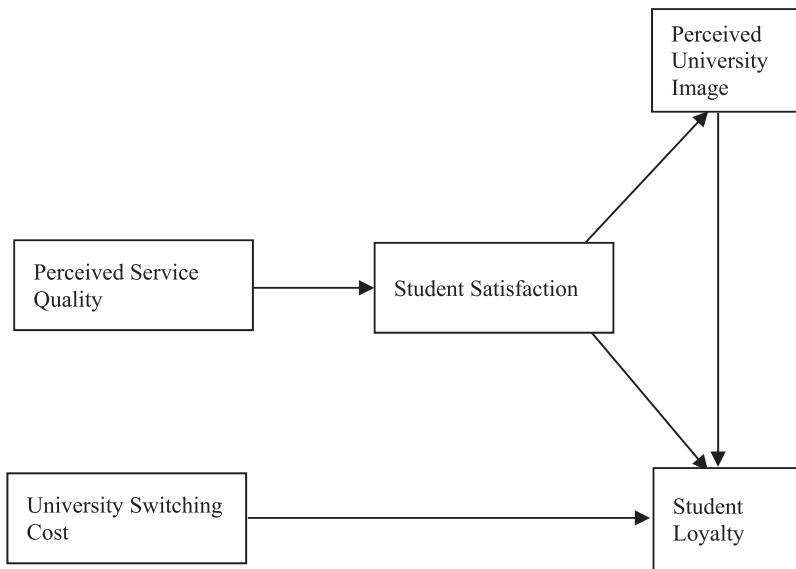 Perceived
University
Image
Perceived Service
Quality
Student Satisfaction
University Switching
Cost
Student
Loyalty